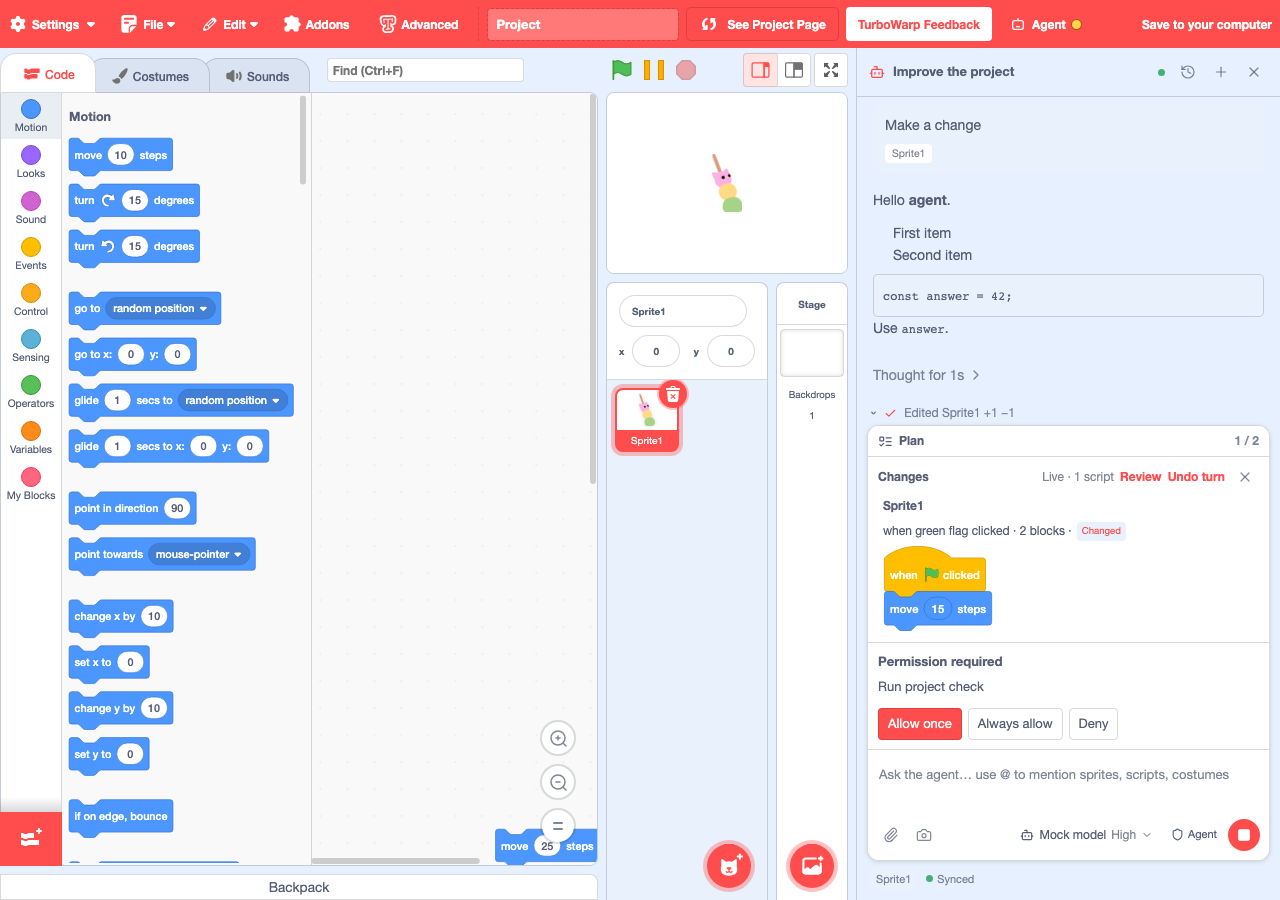 Settings
File
Edit
Addons
Advanced
Project
See Project Page
TurboWarp Feedback
Agent
Save to your computer
Code
Costumes
Sounds
Find (Ctrl+F)
Motion
Looks
Sound
Events
Control
Sensing
Operators
Variables
My Blocks
Motion
move 10 steps
turn 15 degrees
turn 15 degrees
go to random position
go to x: 0 y: 0
glide 1 secs to random position
glide 1 secs to x: 0 y: 0
point in direction 90
point towards mouse-pointer
change x by 10
set x to 0
change y by 10
set y to 0
if on edge, bounce
move 25 steps
Backpack
Sprite1
x 0 y 0
Sprite1
Stage
Backdrops
1
Improve the project
Make a change
Sprite1
Hello agent.
First item
Second item
const answer = 42;
Use answer.
Thought for 1s
Edited Sprite1 +1 −1
Plan 1 / 2
Changes Live · 1 script Review Undo turn
Sprite1
when green flag clicked · 2 blocks · Changed
when clicked
move 15 steps
Permission required
Run project check
Allow once Always allow Deny
Ask the agent… use @ to mention sprites, scripts, costumes
Mock model High Agent
Sprite1 Synced